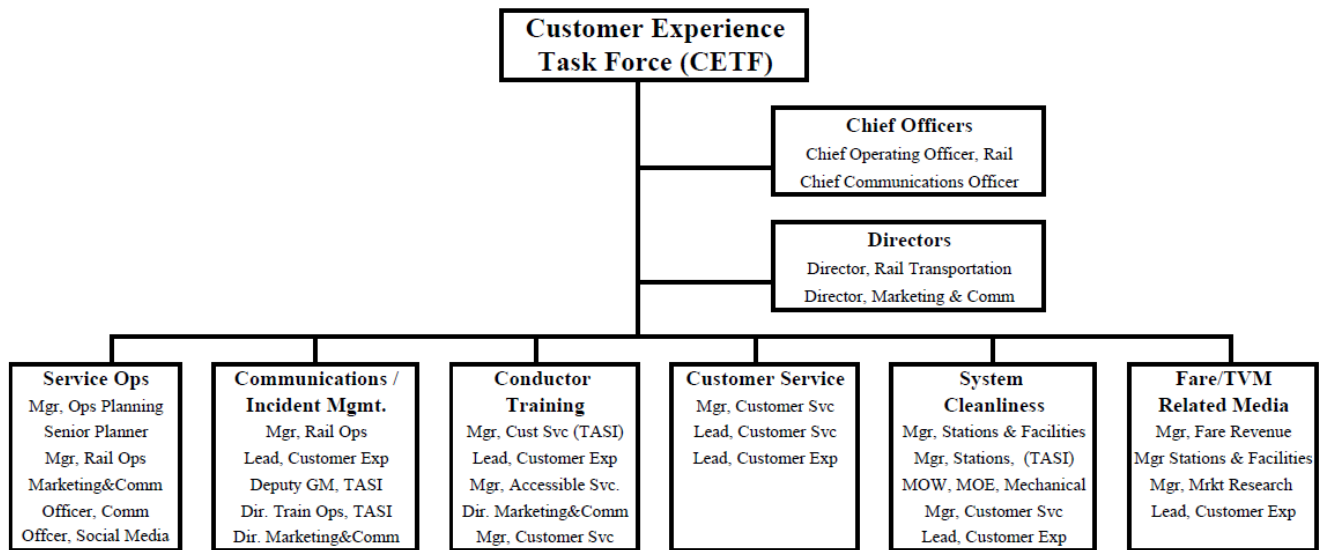 Customer Experience
Task Force (CETF)
Chief Officers
Chief Operating Officer, Rail
Chief Communications Officer
Directors
Director, Rail Transportation
Director, Marketing & Comm
Service Ops
Mgr, Ops Planning
Senior Planner
Mgr, Rail Ops
Marketing&Comm
Officer, Comm
Offcer, Social Media
Communications /
Incident Mgmt.
Mgr, Rail Ops
Lead, Customer Exp
Deputy GM, TASI
Dir. Train Ops, TASI
Dir. Marketing&Comm
Conductor
Training
Mgr, Cust Svc (TASI)
Lead, Customer Exp
Mgr, Accessible Svc.
Dir. Marketing&Comm
Mgr, Customer Svc
Customer Service
Mgr, Customer Svc
Lead, Customer Svc
Lead, Customer Exp
System
Cleanliness
Mgr, Stations & Facilities
Mgr, Stations, (TASI)
MOW, MOE, Mechanical
Mgr, Customer Svc
Lead, Customer Exp
Fare/TVM
Related Media
Mgr, Fare Revenue
Mgr Stations & Facilities
Mgr, Mrkt Research
Lead, Customer Exp